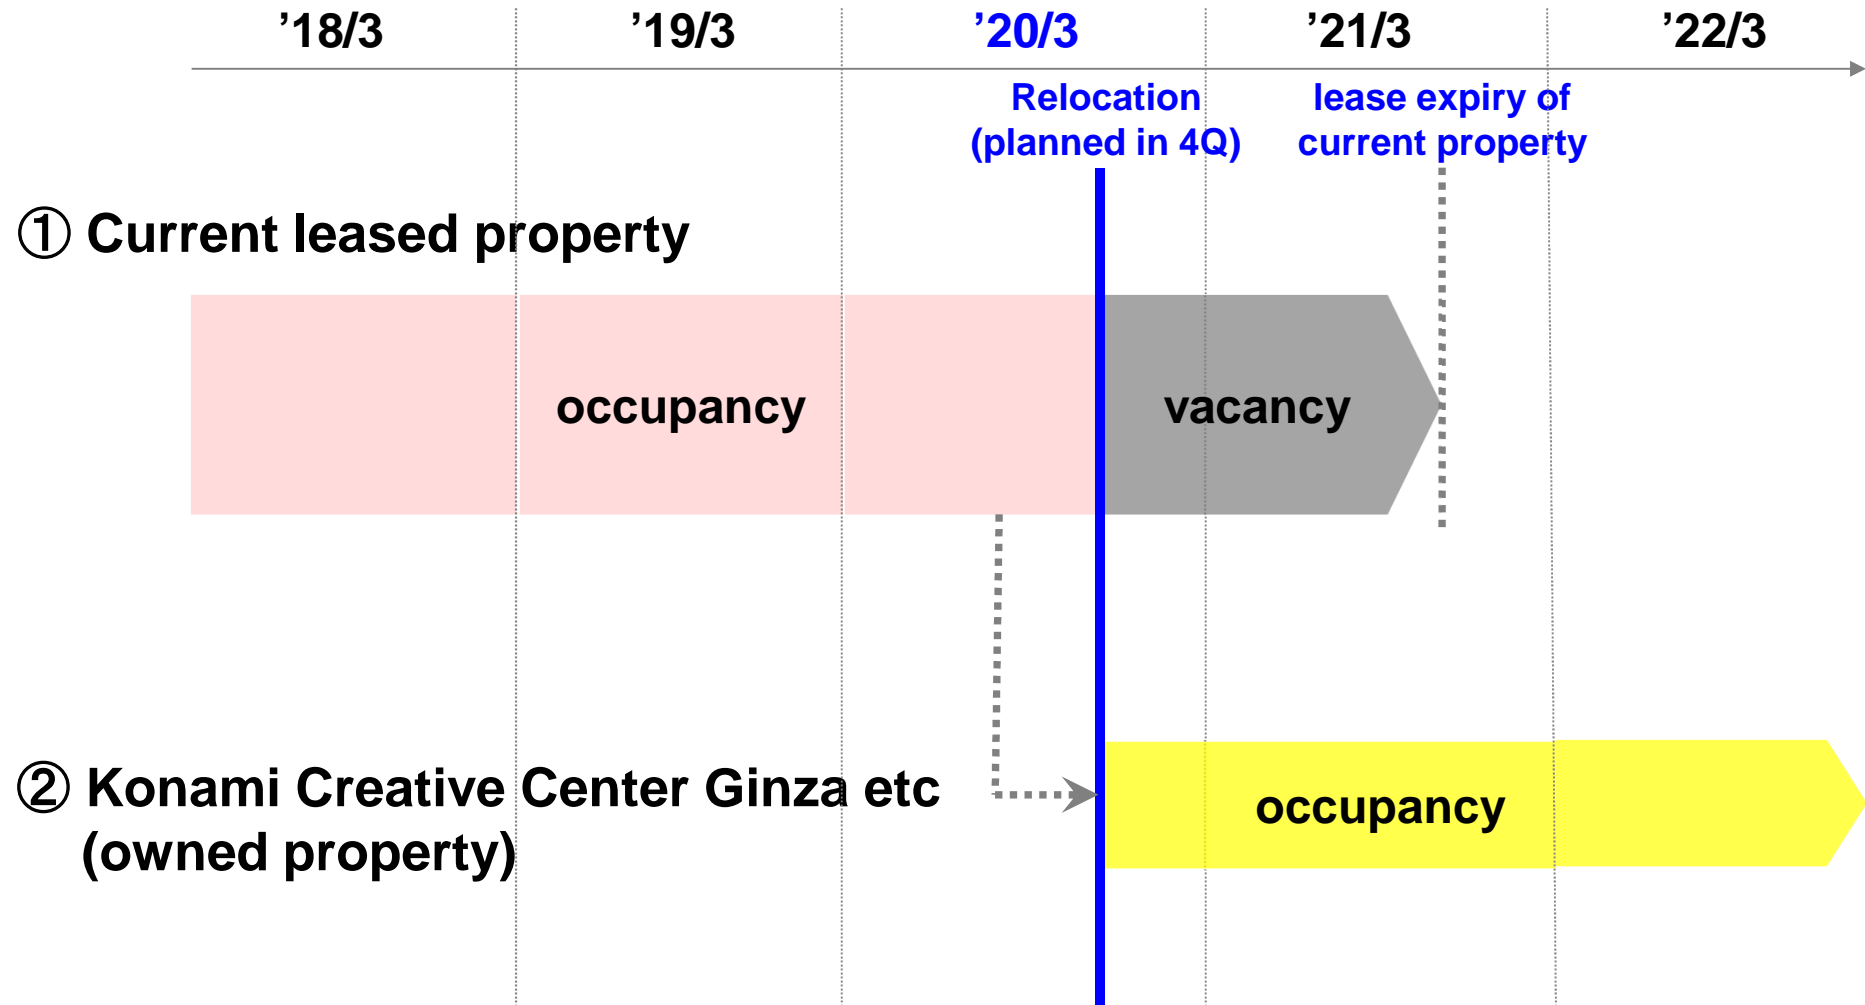 ’18/3 ’19/3 ’20/3 ’21/3 ’22/3
Relocation
(planned in 4Q)
lease expiry of
current property
① Current leased property
occupancy
vacancy
② Konami Creative Center Ginza etc
(owned property)
occupancy